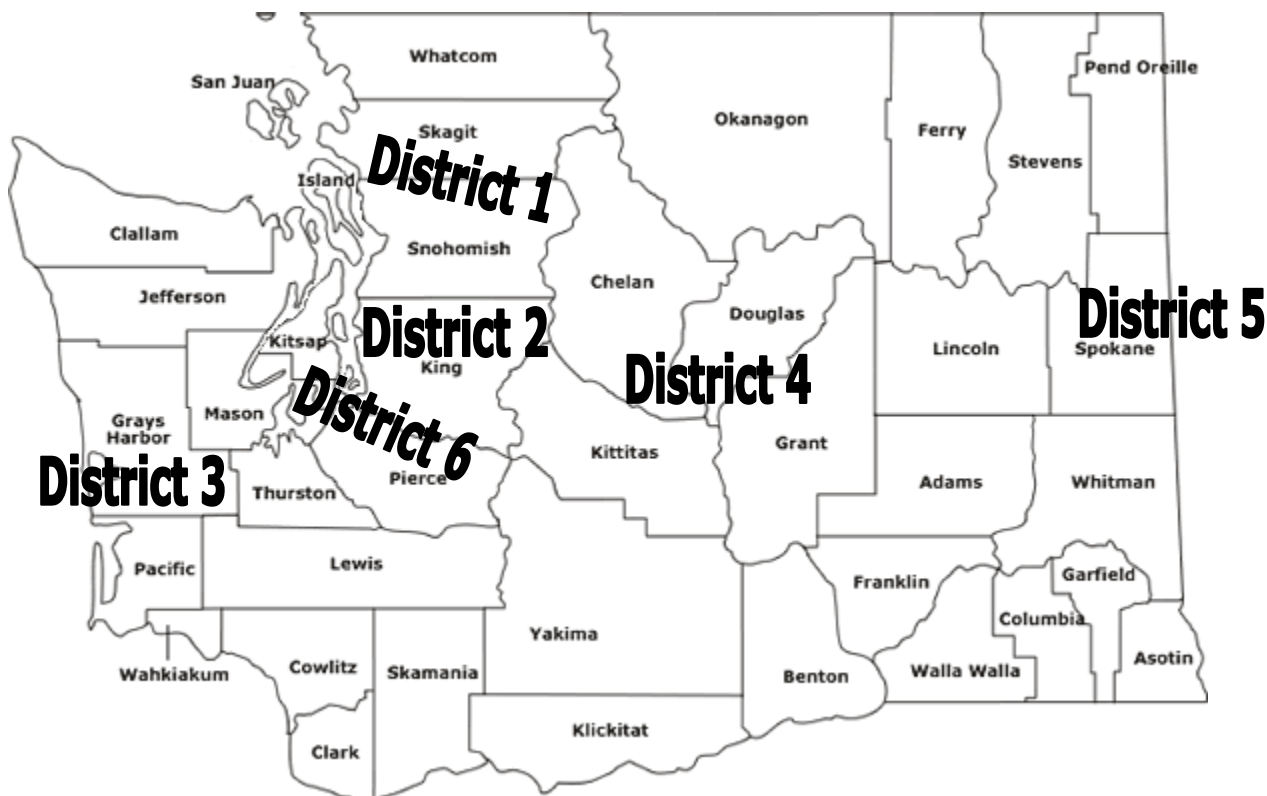 Whatcom
San Juan
Pend Oreille
Okanagon
Skagit
Ferry
Stevens
District 1
Island
Clallam
Snohomish
Chelan
Jefferson
Douglas
District 5
District 2
Kitsap
Lincoln
Spokane
King
District 4
District 6
Mason
Grays
Harbor
Grant
Kittitas
Pierce
District 3
Thurston
Adams
Whitman
Lewis
Pacific
Franklin
Garfield
Columbia
Yakima
Asotin
Wahkiakum
Cowlitz
Skamania
Benton
Walla Walla
Klickitat
Clark